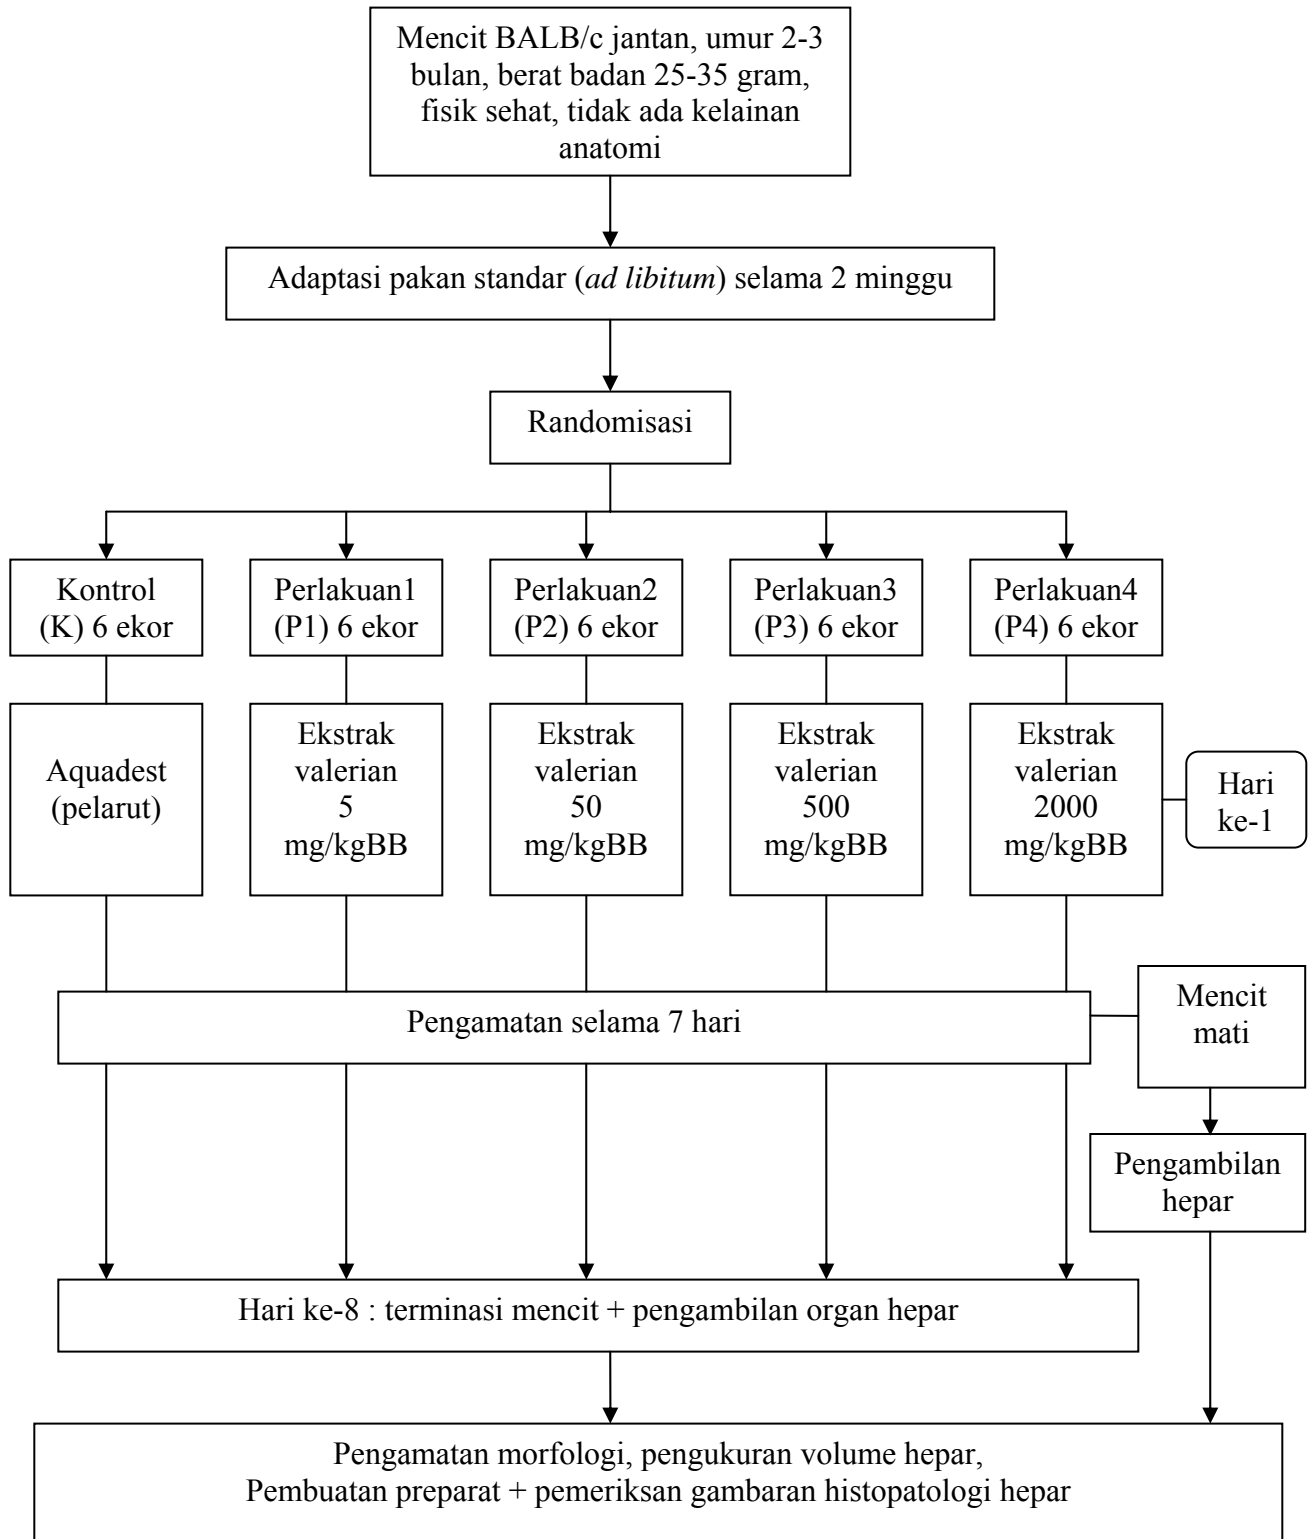 Mencit BALB/c jantan, umur 2-3
bulan, berat badan 25-35 gram,
fisik sehat, tidak ada kelainan
anatomi
Adaptasi pakan standar (ad libitum) selama 2 minggu
Randomisasi
Kontrol
(K) 6 ekor
Perlakuan1
(P1) 6 ekor
Perlakuan2
(P2) 6 ekor
Perlakuan3
(P3) 6 ekor
Perlakuan4
(P4) 6 ekor
Aquadest
(pelarut)
Ekstrak
valerian
5
mg/kgBB
Ekstrak
valerian
50
mg/kgBB
Ekstrak
valerian
500
mg/kgBB
Ekstrak
valerian
2000
mg/kgBB
Hari
ke-1
Pengamatan selama 7 hari
Mencit
mati
Pengambilan
hepar
Hari ke-8 : terminasi mencit + pengambilan organ hepar
Pengamatan morfologi, pengukuran volume hepar,
Pembuatan preparat + pemeriksan gambaran histopatologi hepar